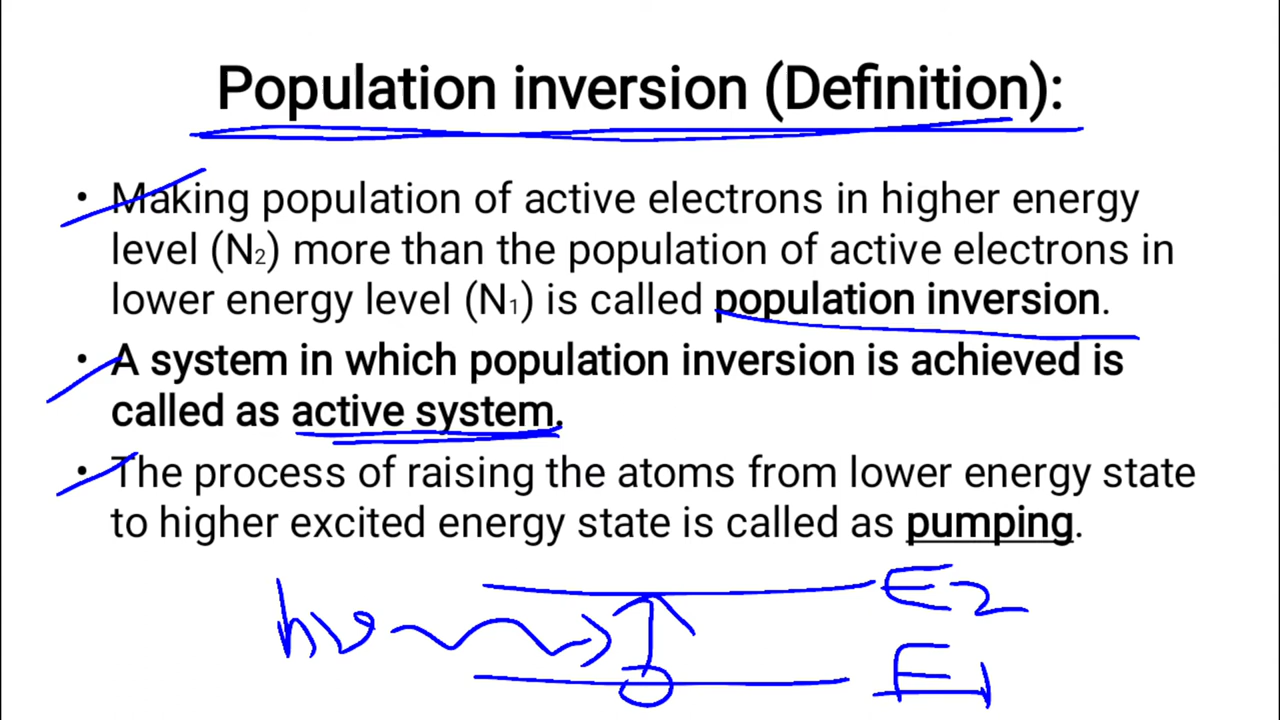 Population inversion (Definition):
• Making population of active electrons in higher energy
level (N₂) more than the population of active electrons in
lower energy level (N₁) is called population inversion.
• A system in which population inversion is achieved is
called as active system.
• The process of raising the atoms from lower energy state
to higher excited energy state is called as pumping.
E2
hν
E1